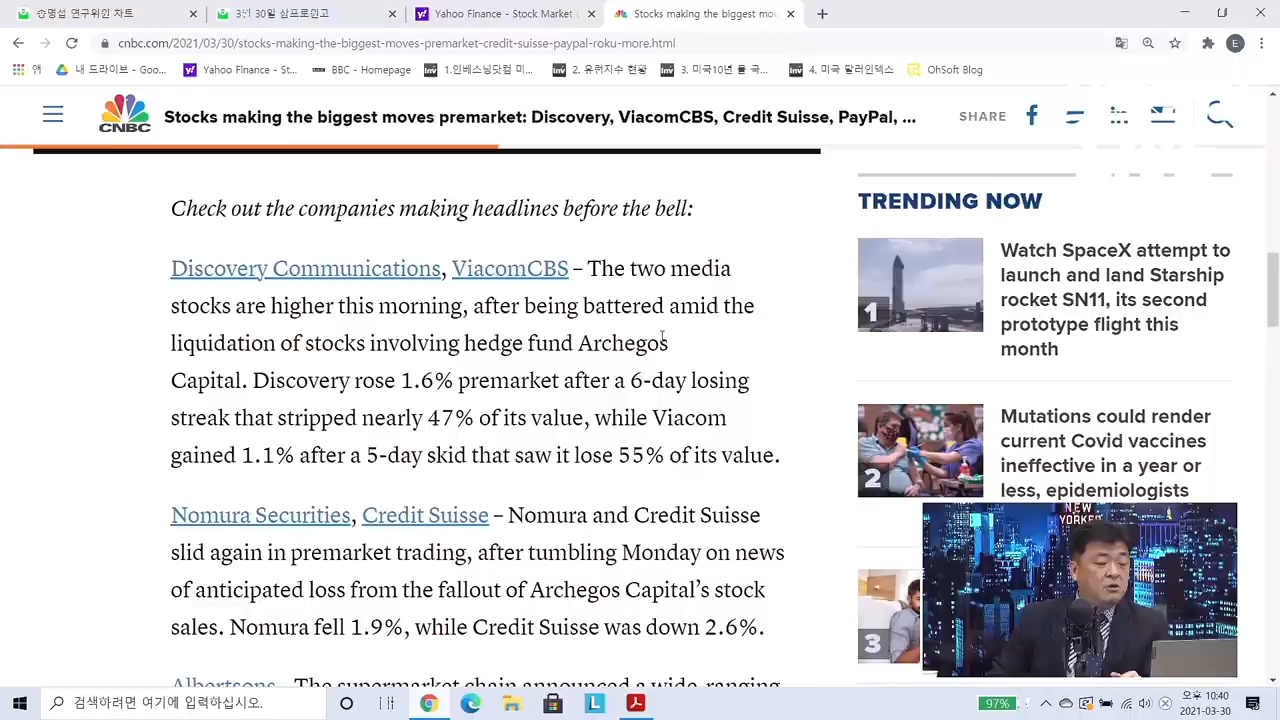 송명섭 연구위원 차트
3월 30일 삼프로원고
Yahoo Finance - Stock Market L
Stocks making the biggest mov
cnbc.com/2021/03/30/stocks-making-the-biggest-moves-premarket-credit-suisse-paypal-roku-more.html
E
앱
내 드라이브 - Goo...
Yahoo Finance - St...
BBC - Homepage
1.인베스팅닷컴 미...
2. 유럽지수 현황
3. 미국10년 물 국...
4. 미국 달러인덱스
OhSoft Blog
CNBC
Stocks making the biggest moves premarket: Discovery, ViacomCBS, Credit Suisse, PayPal, ...
SHARE
Check out the companies making headlines before the bell:
Discovery Communications, ViacomCBS – The two media
stocks are higher this morning, after being battered amid the
liquidation of stocks involving hedge fund Archegos
Capital. Discovery rose 1.6% premarket after a 6-day losing
streak that stripped nearly 47% of its value, while Viacom
gained 1.1% after a 5-day skid that saw it lose 55% of its value.
Nomura Securities, Credit Suisse – Nomura and Credit Suisse
slid again in premarket trading, after tumbling Monday on news
of anticipated loss from the fallout of Archegos Capital’s stock
sales. Nomura fell 1.9%, while Credit Suisse was down 2.6%.
Albertsons – The supermarket chain announced a wide-ranging
TRENDING NOW
1
Watch SpaceX attempt to
launch and land Starship
rocket SN11, its second
prototype flight this
month
2
Mutations could render
current Covid vaccines
ineffective in a year or
less, epidemiologists
3
NEW
YORKER
검색하려면 여기에 입력하십시오.
97%
오후 10:40
2021-03-30